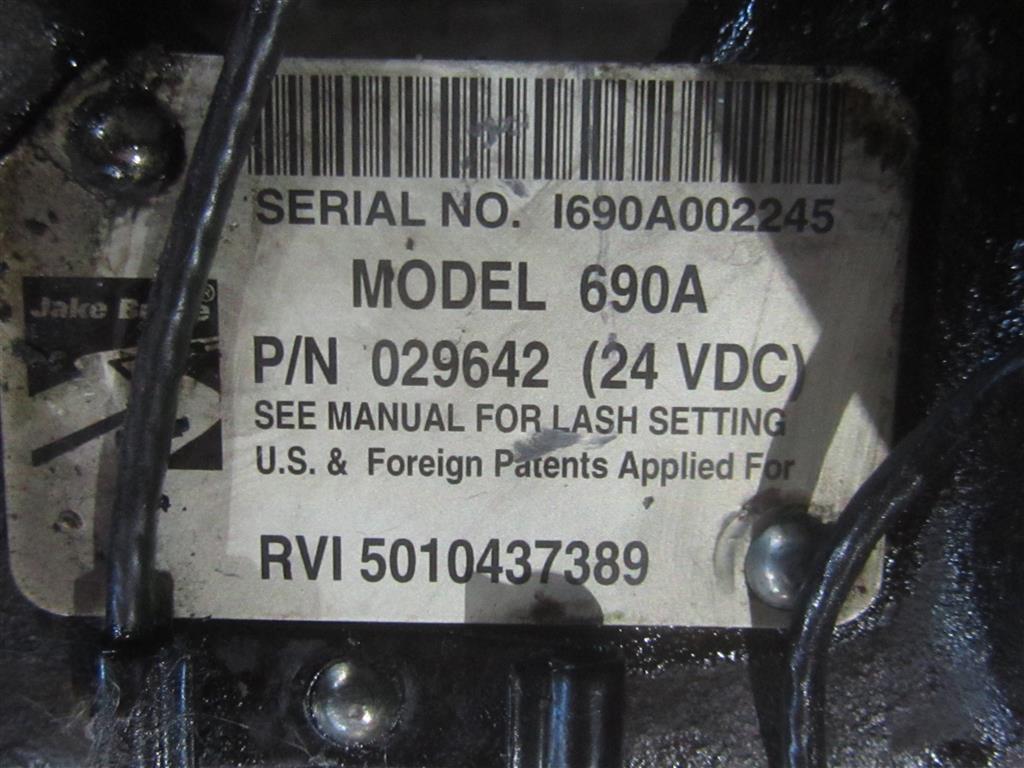 SERIAL NO. I690A002245
MODEL 690A
Jake
®
P/N 029642 (24 VDC)
SEE MANUAL FOR LASH SETTING
U.S. & Foreign Patents Applied For
RVI 5010437389